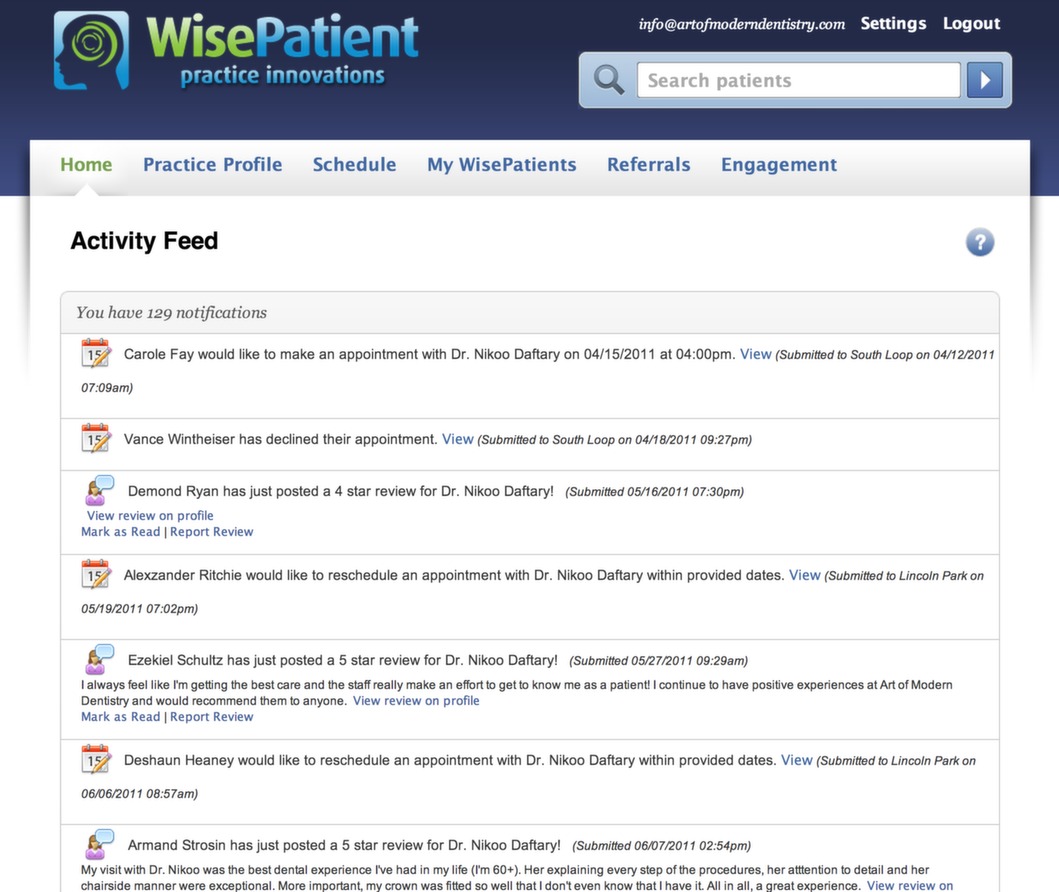 info@artofmoderndentistry.com Settings Logout
WisePatient
practice innovations
Search patients
Home Practice Profile Schedule My WisePatients Referrals Engagement
Activity Feed
?
You have 129 notifications
15 Carole Fay would like to make an appointment with Dr. Nikoo Daftary on 04/15/2011 at 04:00pm. View (Submitted to South Loop on 04/12/2011
07:09am)
15 Vance Wintheiser has declined their appointment. View (Submitted to South Loop on 04/18/2011 09:27pm)
Demond Ryan has just posted a 4 star review for Dr. Nikoo Daftary! (Submitted 05/16/2011 07:30pm)
View review on profile
Mark as Read | Report Review
15 Alexzander Ritchie would like to reschedule an appointment with Dr. Nikoo Daftary within provided dates. View (Submitted to Lincoln Park on
05/19/2011 07:02pm)
Ezekiel Schultz has just posted a 5 star review for Dr. Nikoo Daftary! (Submitted 05/27/2011 09:29am)
I always feel like I'm getting the best care and the staff really make an effort to get to know me as a patient! I continue to have positive experiences at Art of Modern
Dentistry and would recommend them to anyone. View review on profile
Mark as Read | Report Review
15 Deshaun Heaney would like to reschedule an appointment with Dr. Nikoo Daftary within provided dates. View (Submitted to Lincoln Park on
06/06/2011 08:57am)
Armand Strosin has just posted a 5 star review for Dr. Nikoo Daftary! (Submitted 06/07/2011 02:54pm)
My visit with Dr. Nikoo was the best dental experience I've had in my life (I'm 60+). Her explaining every step of the procedures, her atttention to detail and her
chairside manner were exceptional. More important, my crown was fitted so well that I don't even know that I have it. All in all, a great experience. View review on